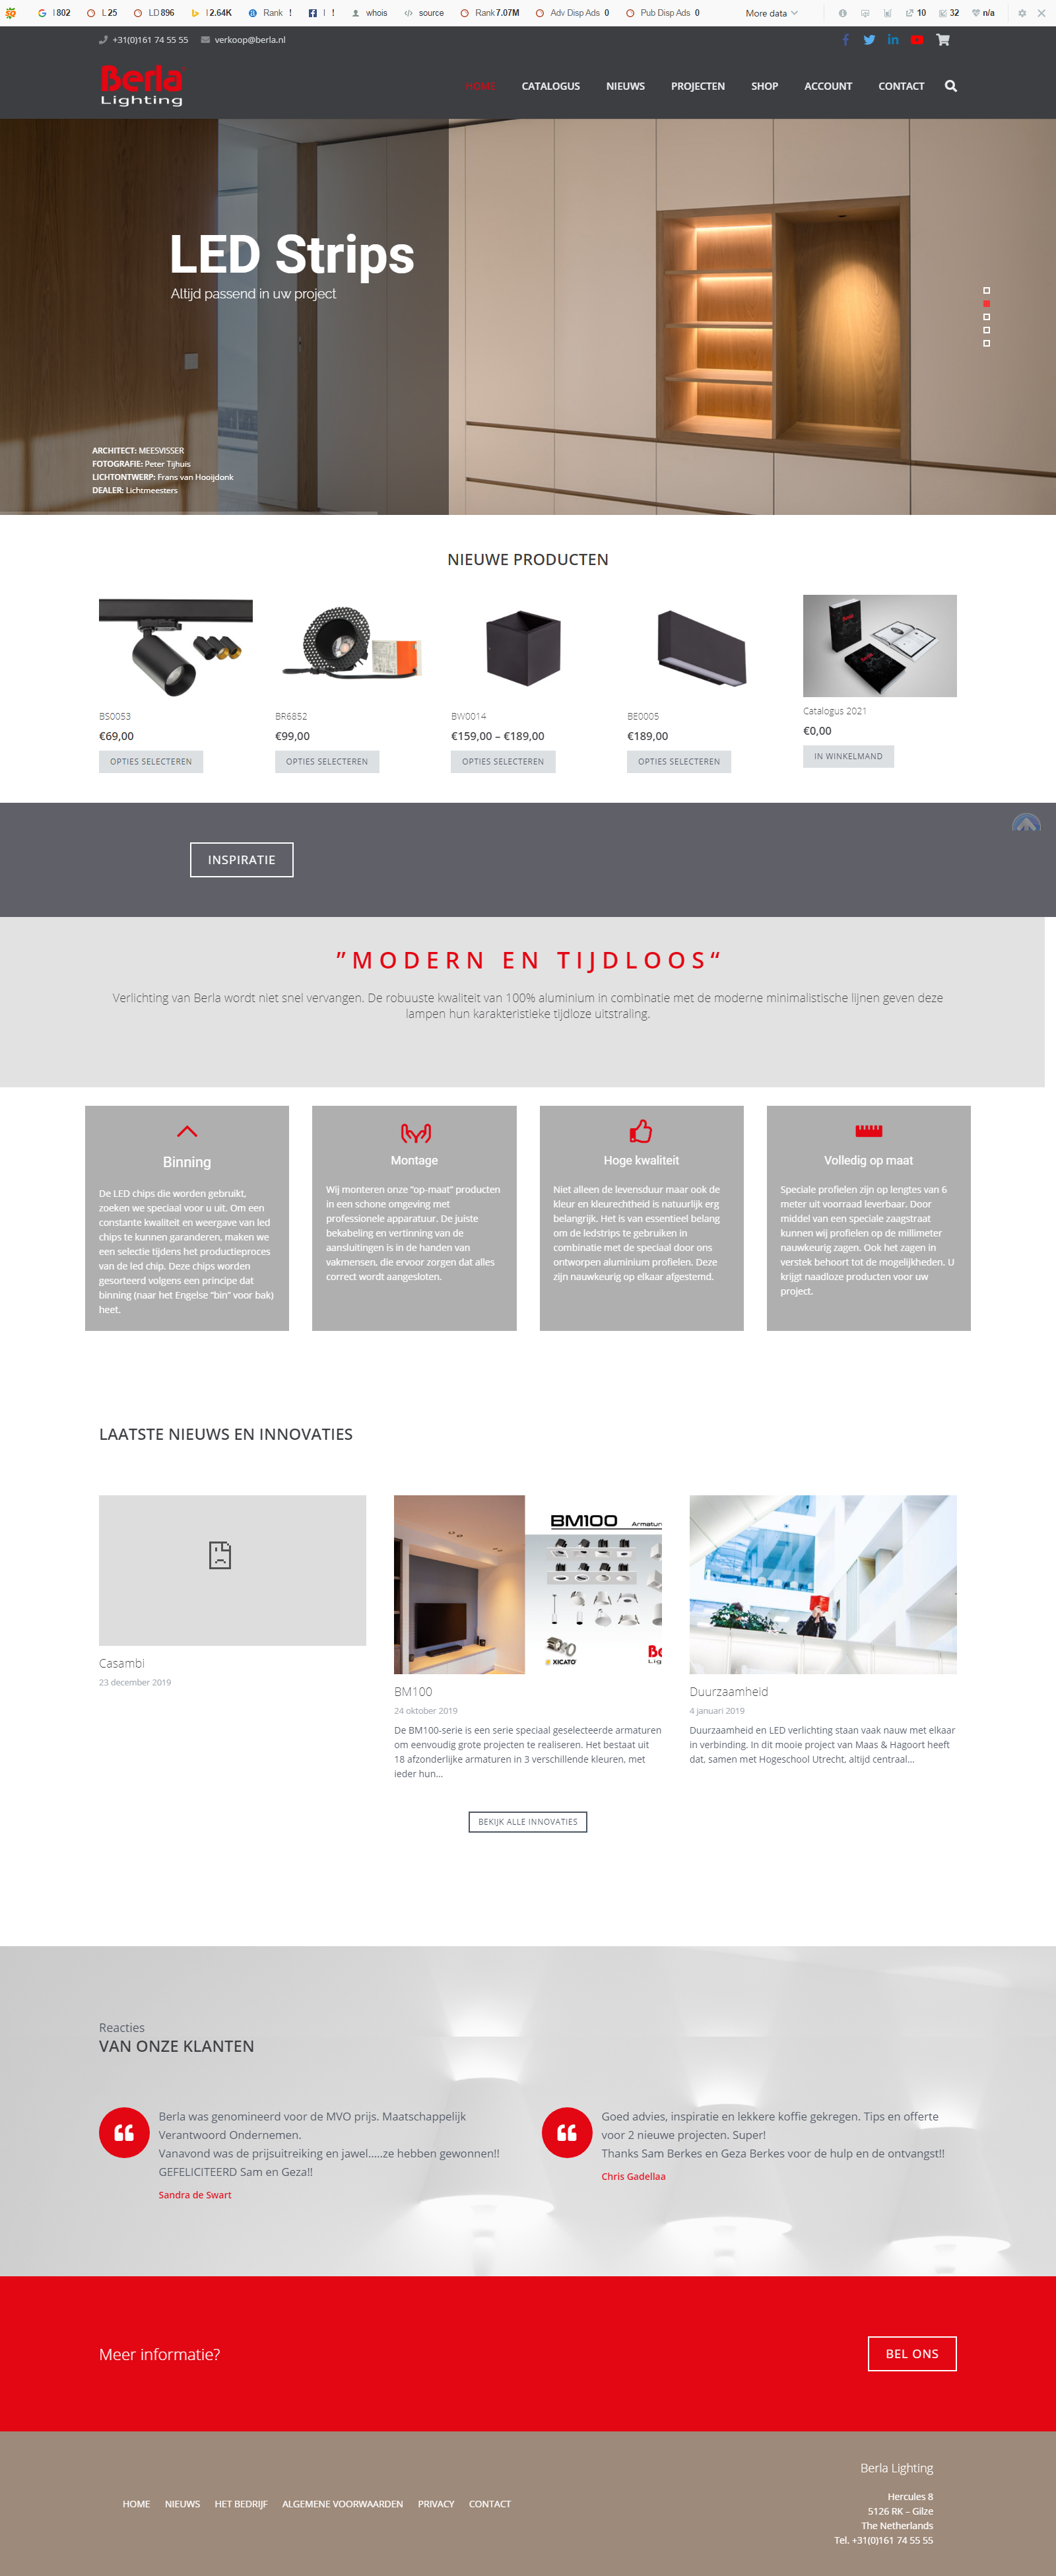 I 802 L 25 LD 896 I 2.64K Rank ! I ! whois source Rank 7.07M Adv Disp Ads 0 Pub Disp Ads 0 More data 10 32 n/a
+31(0)161 74 55 55 verkoop@berla.nl
Berla
Lighting
HOME CATALOGUS NIEUWS PROJECTEN SHOP ACCOUNT CONTACT
LED Strips
Altijd passend in uw project
ARCHITECT: MEESVISSER
FOTOGRAFIE: Peter Tijhuis
LICHTONTWERP: Frans van Hooijdonk
DEALER: Lichtmeesters
NIEUWE PRODUCTEN
BS0053
€69,00
OPTIES SELECTEREN
BR6852
€99,00
OPTIES SELECTEREN
BW0014
€159,00 – €189,00
OPTIES SELECTEREN
BE0005
€189,00
OPTIES SELECTEREN
Catalogus 2021
€0,00
IN WINKELMAND
INSPIRATIE
”MODERN EN TIJDLOOS“
Verlichting van Berla wordt niet snel vervangen. De robuuste kwaliteit van 100% aluminium in combinatie met de moderne minimalistische lijnen geven deze
lampen hun karakteristieke tijdloze uitstraling.
Binning
De LED chips die worden gebruikt,
zoeken we speciaal voor u uit. Om een
constante kwaliteit en weergave van led
chips te kunnen garanderen, maken we
een selectie tijdens het productieproces
van de led chip. Deze chips worden
gesorteerd volgens een principe dat
binning (naar het Engelse “bin” voor bak)
heet.
Montage
Wij monteren onze “op-maat” producten
in een schone omgeving met
professionele apparatuur. De juiste
bekabeling en vertinning van de
aansluitingen is in de handen van
vakmensen, die ervoor zorgen dat alles
correct wordt aangesloten.
Hoge kwaliteit
Niet alleen de levensduur maar ook de
kleur en kleurechtheid is natuurlijk erg
belangrijk. Het is van essentieel belang
om de ledstrips te gebruiken in
combinatie met de speciaal door ons
ontworpen aluminium profielen. Deze
zijn nauwkeurig op elkaar afgestemd.
Volledig op maat
Speciale profielen zijn op lengtes van 6
meter uit voorraad leverbaar. Door
middel van een speciale zaagstraat
kunnen wij profielen op de millimeter
nauwkeurig zagen. Ook het zagen in
verstek behoort tot de mogelijkheden. U
krijgt naadloze producten voor uw
project.
LAATSTE NIEUWS EN INNOVATIES
Casambi
23 december 2019
BM100
Armatur
XICATO
BM100
24 oktober 2019
De BM100-serie is een serie speciaal geselecteerde armaturen
om eenvoudig grote projecten te realiseren. Het bestaat uit
18 afzonderlijke armaturen in 3 verschillende kleuren, met
ieder hun…
Duurzaamheid
4 januari 2019
Duurzaamheid en LED verlichting staan vaak nauw met elkaar
in verbinding. In dit mooie project van Maas & Hagoort heeft
dat, samen met Hogeschool Utrecht, altijd centraal…
BEKIJK ALLE INNOVATIES
Reacties
VAN ONZE KLANTEN
Berla was genomineerd voor de MVO prijs. Maatschappelijk
Verantwoord Ondernemen.
Vanavond was de prijsuitreiking en jawel.....ze hebben gewonnen!!
GEFELICITEERD Sam en Geza!!
Sandra de Swart
Goed advies, inspiratie en lekkere koffie gekregen. Tips en offerte
voor 2 nieuwe projecten. Super!
Thanks Sam Berkes en Geza Berkes voor de hulp en de ontvangst!!
Chris Gadellaa
Meer informatie?
BEL ONS
HOME NIEUWS HET BEDRIJF ALGEMENE VOORWAARDEN PRIVACY CONTACT
Berla Lighting
Hercules 8
5126 RK – Gilze
The Netherlands
Tel. +31(0)161 74 55 55